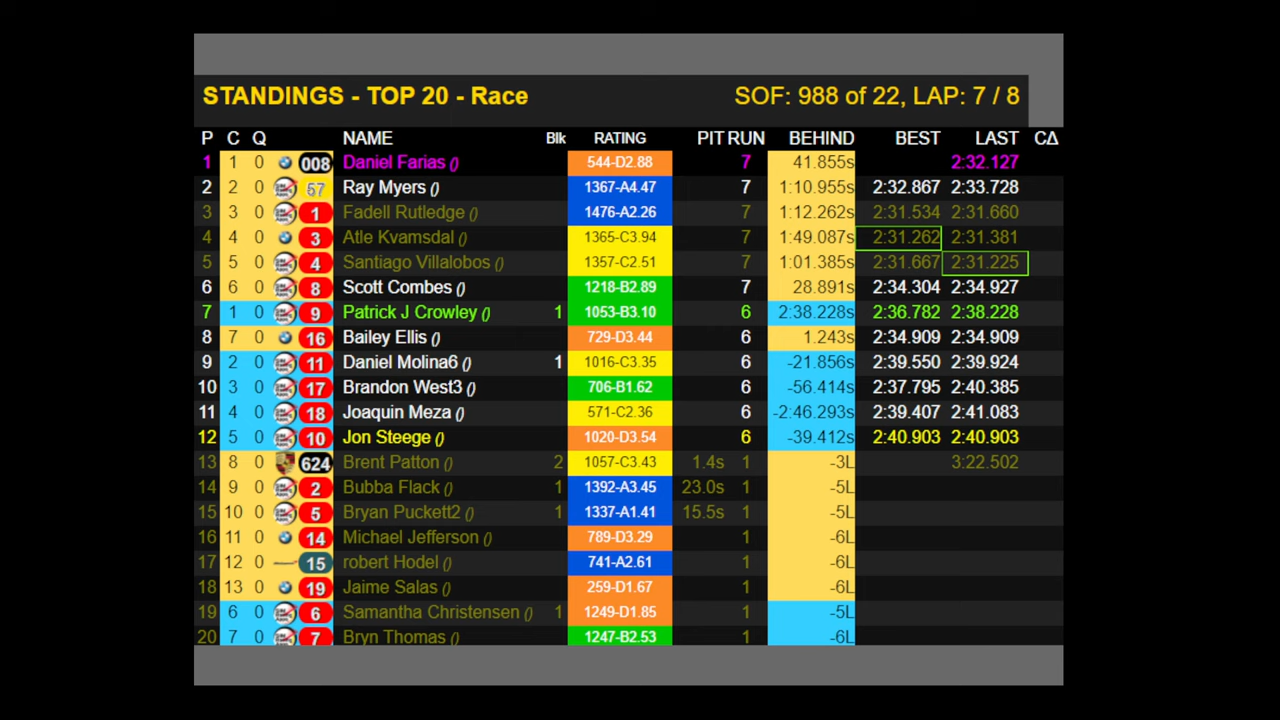 STANDINGS - TOP 20 - Race SOF: 988 of 22, LAP: 7 / 8
P C Q NAME Blk RATING PIT RUN BEHIND BEST LAST CΔ
1 1 0 008 Daniel Farias () 544-D2.88 7 41.855s 2:32.127
2 2 0 57 Ray Myers () 1367-A4.47 7 1:10.955s 2:32.867 2:33.728
3 3 0 1 Fadell Rutledge () 1476-A2.26 7 1:12.262s 2:31.534 2:31.660
4 4 0 3 Atle Kvamsdal () 1365-C3.94 7 1:49.087s 2:31.262 2:31.381
5 5 0 4 Santiago Villalobos () 1357-C2.51 7 1:01.385s 2:31.667 2:31.225
6 6 0 8 Scott Combes () 1218-B2.89 7 28.891s 2:34.304 2:34.927
7 1 0 9 Patrick J Crowley () 1 1053-B3.10 6 2:38.228s 2:36.782 2:38.228
8 7 0 16 Bailey Ellis () 729-D3.44 6 1.243s 2:34.909 2:34.909
9 2 0 11 Daniel Molina6 () 1 1016-C3.35 6 -21.856s 2:39.550 2:39.924
10 3 0 17 Brandon West3 () 706-B1.62 6 -56.414s 2:37.795 2:40.385
11 4 0 18 Joaquin Meza () 571-C2.36 6 -2:46.293s 2:39.407 2:41.083
12 5 0 10 Jon Steege () 1020-D3.54 6 -39.412s 2:40.903 2:40.903
13 8 0 624 Brent Patton () 2 1057-C3.43 1.4s 1 -3L 3:22.502
14 9 0 2 Bubba Flack () 1 1392-A3.45 23.0s 1 -5L
15 10 0 5 Bryan Puckett2 () 1 1337-A1.41 15.5s 1 -5L
16 11 0 14 Michael Jefferson () 789-D3.29 1 -6L
17 12 0 15 robert Hodel () 741-A2.61 1 -6L
18 13 0 19 Jaime Salas () 259-D1.67 1 -6L
19 6 0 6 Samantha Christensen () 1 1249-D1.85 1 -5L
20 7 0 7 Bryn Thomas () 1247-B2.53 1 -6L